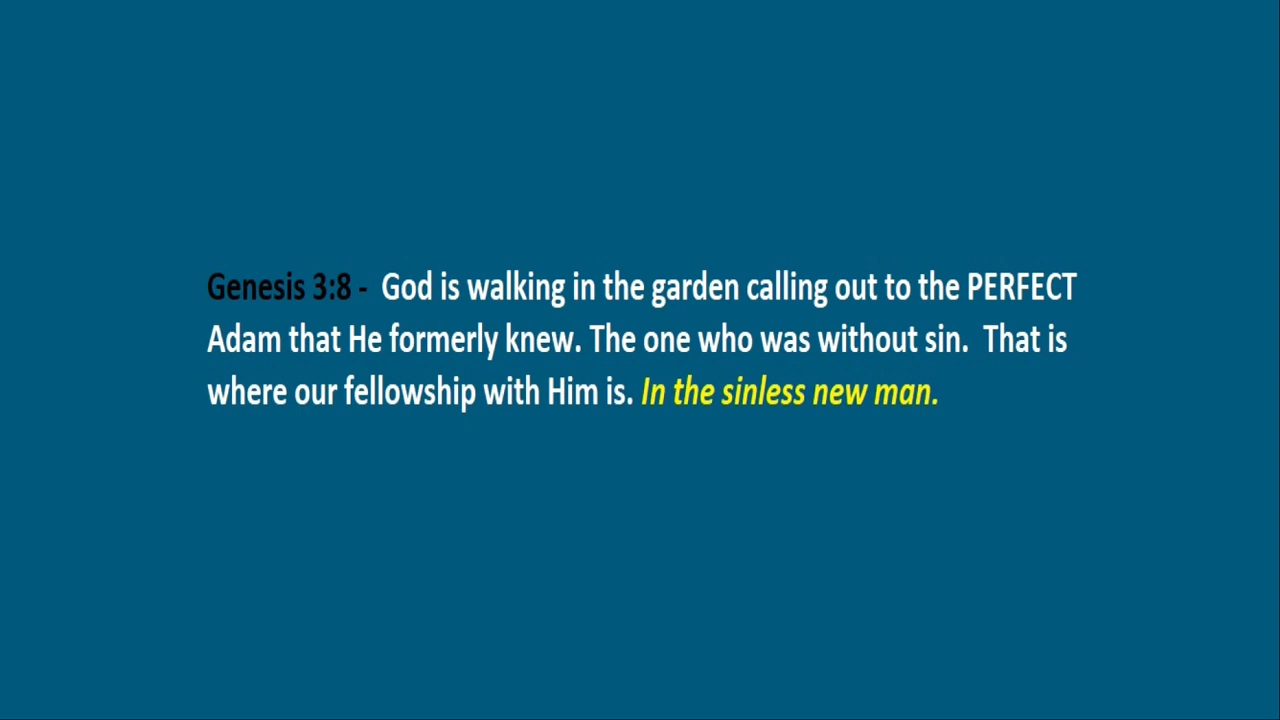 Genesis 3:8 -  God is walking in the garden calling out to the PERFECT
Adam that He formerly knew. The one who was without sin.  That is
where our fellowship with Him is. In the sinless new man.